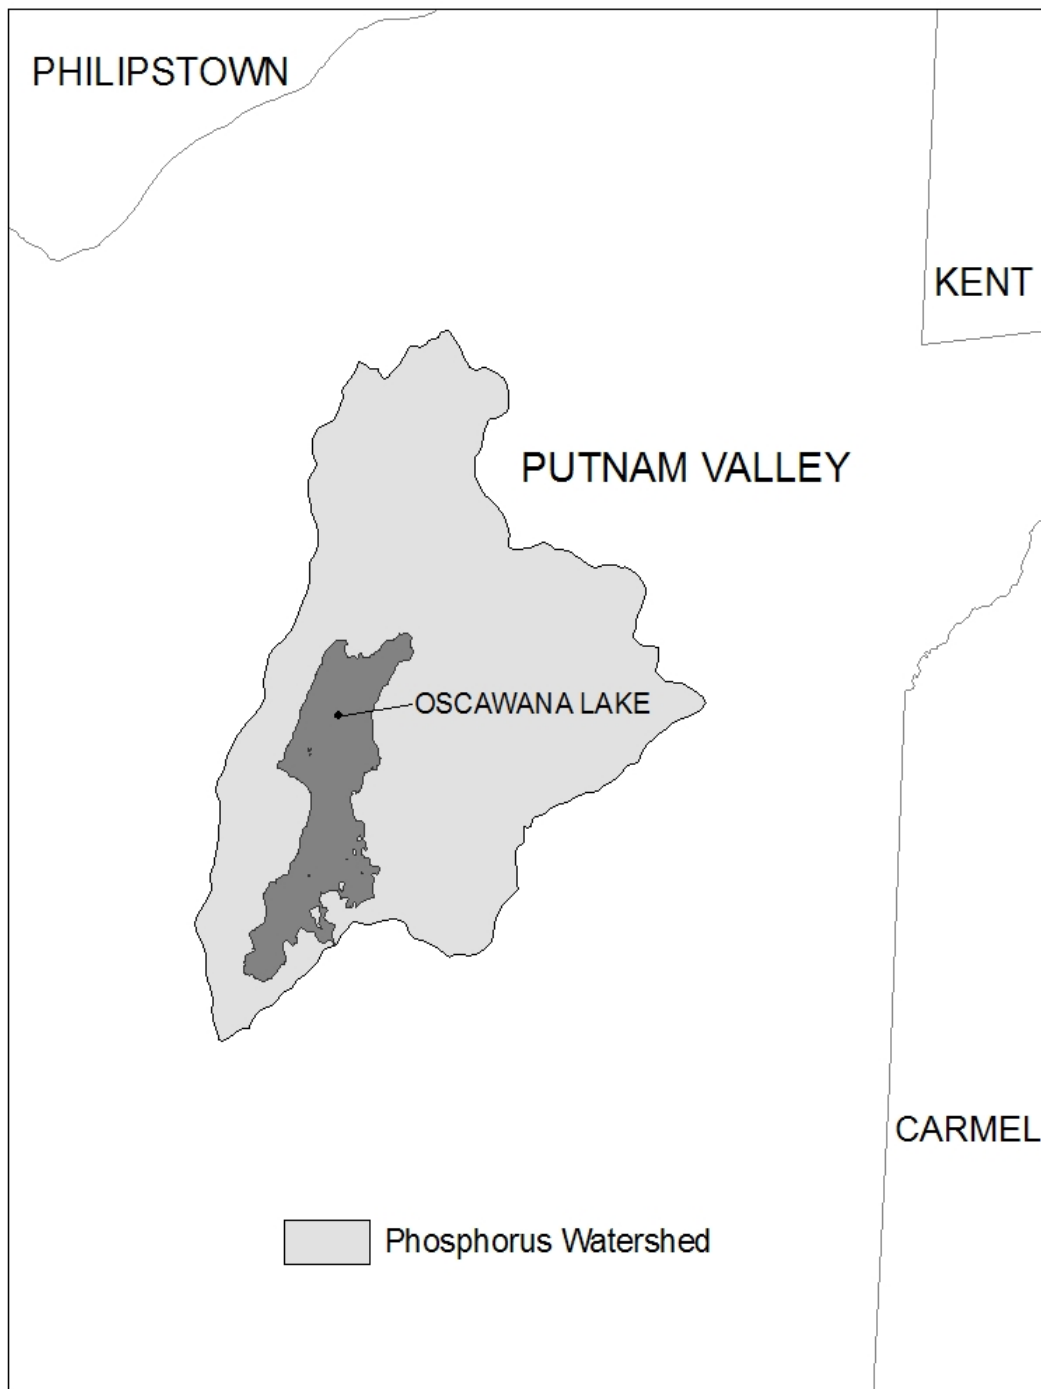 PHILIPSTOWN
KENT
PUTNAM VALLEY
OSCAWANA LAKE
CARMEL
Phosphorus Watershed